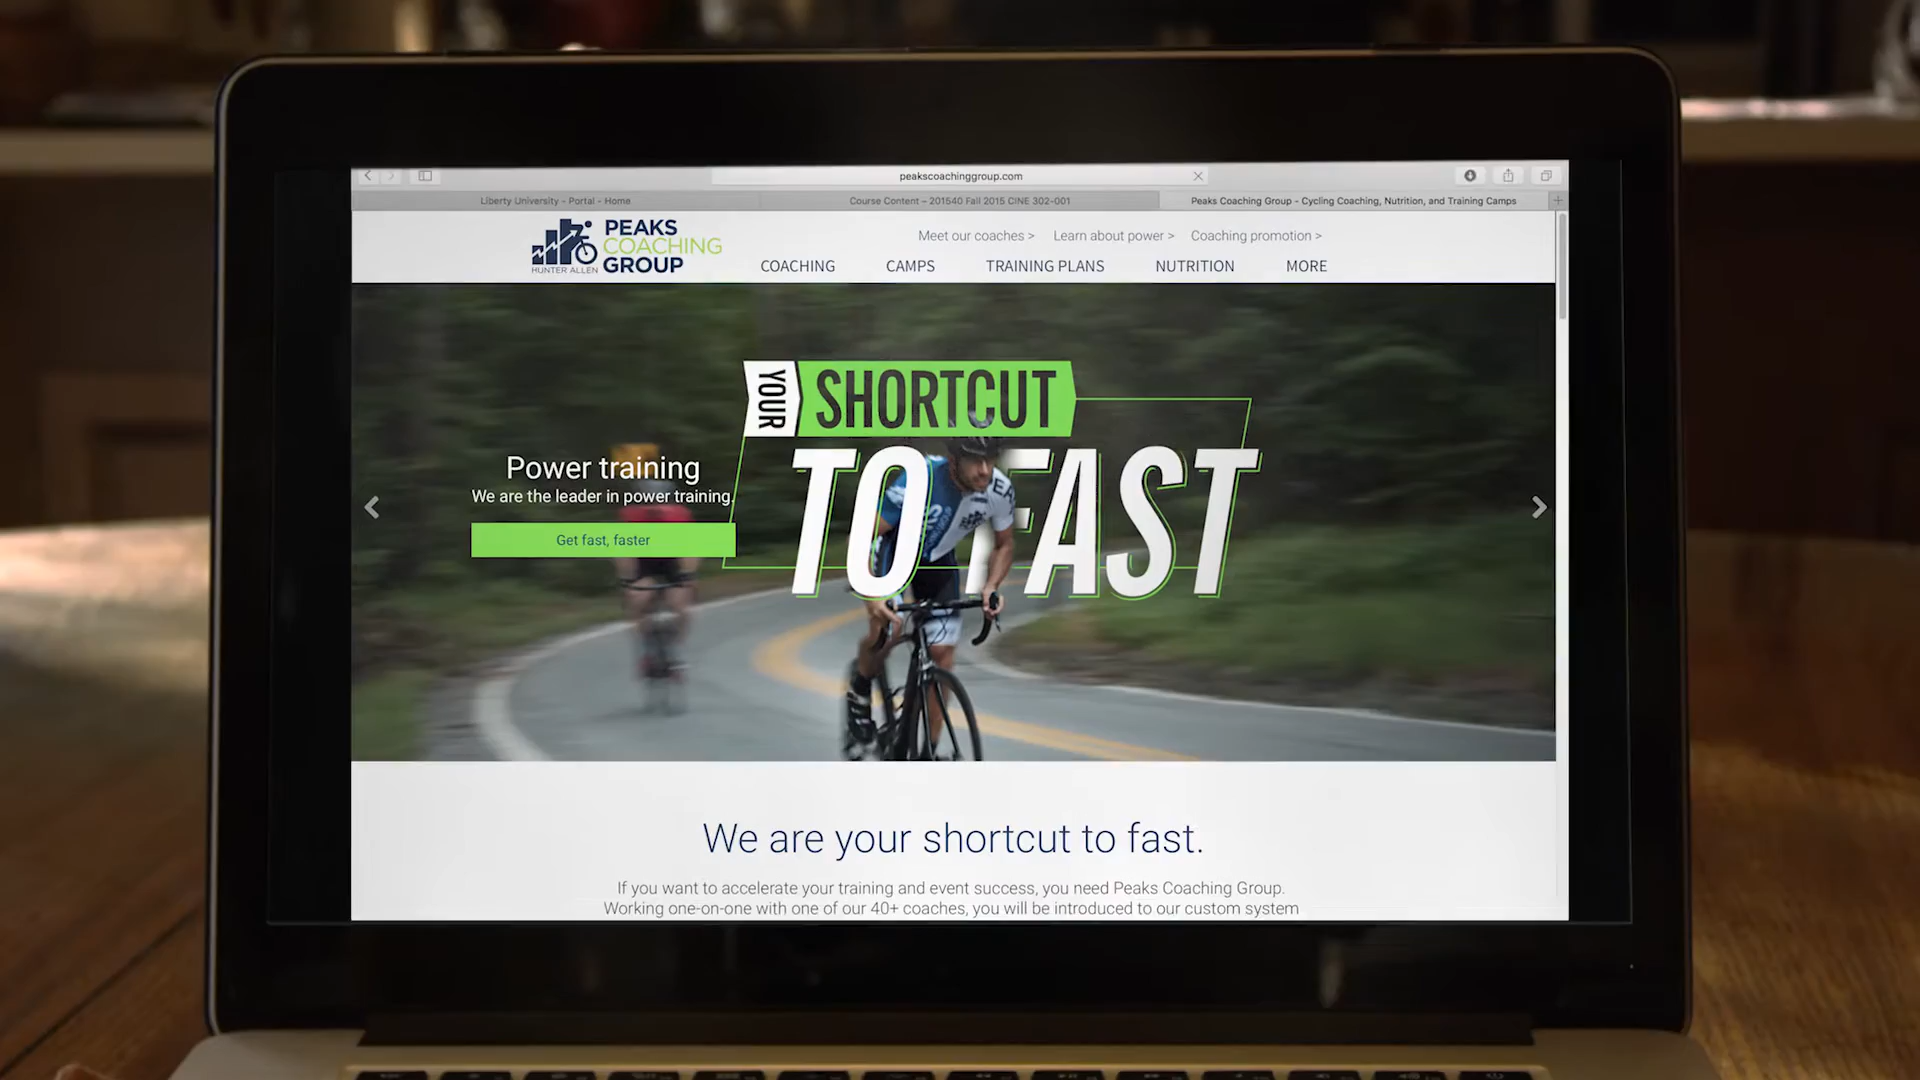 peakscoachinggroup.com
Liberty University - Portal - Home
Course Content – 201540 Fall 2015 CINE 302-001
Peaks Coaching Group - Cycling Coaching, Nutrition, and Training Camps
PEAKS
COACHING
GROUP
HUNTER ALLEN
Meet our coaches >
Learn about power >
Coaching promotion >
COACHING
CAMPS
TRAINING PLANS
NUTRITION
MORE
YOUR
SHORTCUT
TO FAST
Power training
We are the leader in power training.
Get fast, faster
We are your shortcut to fast.
If you want to accelerate your training and event success, you need Peaks Coaching Group.
Working one-on-one with one of our 40+ coaches, you will be introduced to our custom system